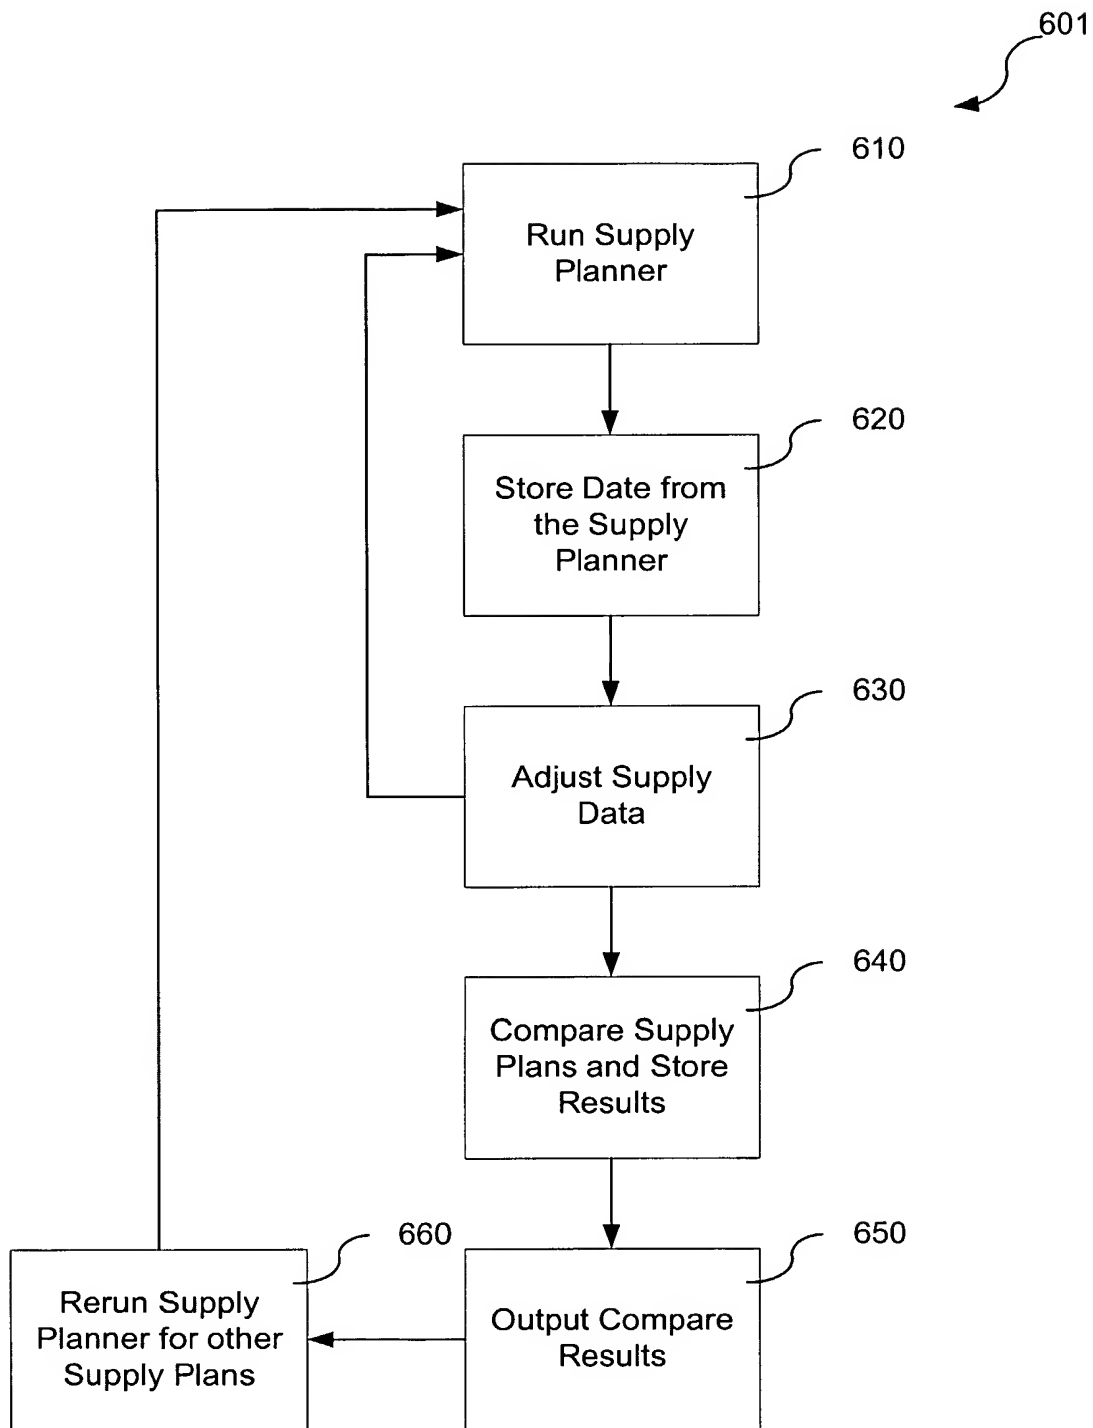 601
610
Run Supply
Planner
620
Store Date from
the Supply
Planner
630
Adjust Supply
Data
640
Compare Supply
Plans and Store
Results
660
650
Rerun Supply
Planner for other
Supply Plans
Output Compare
Results